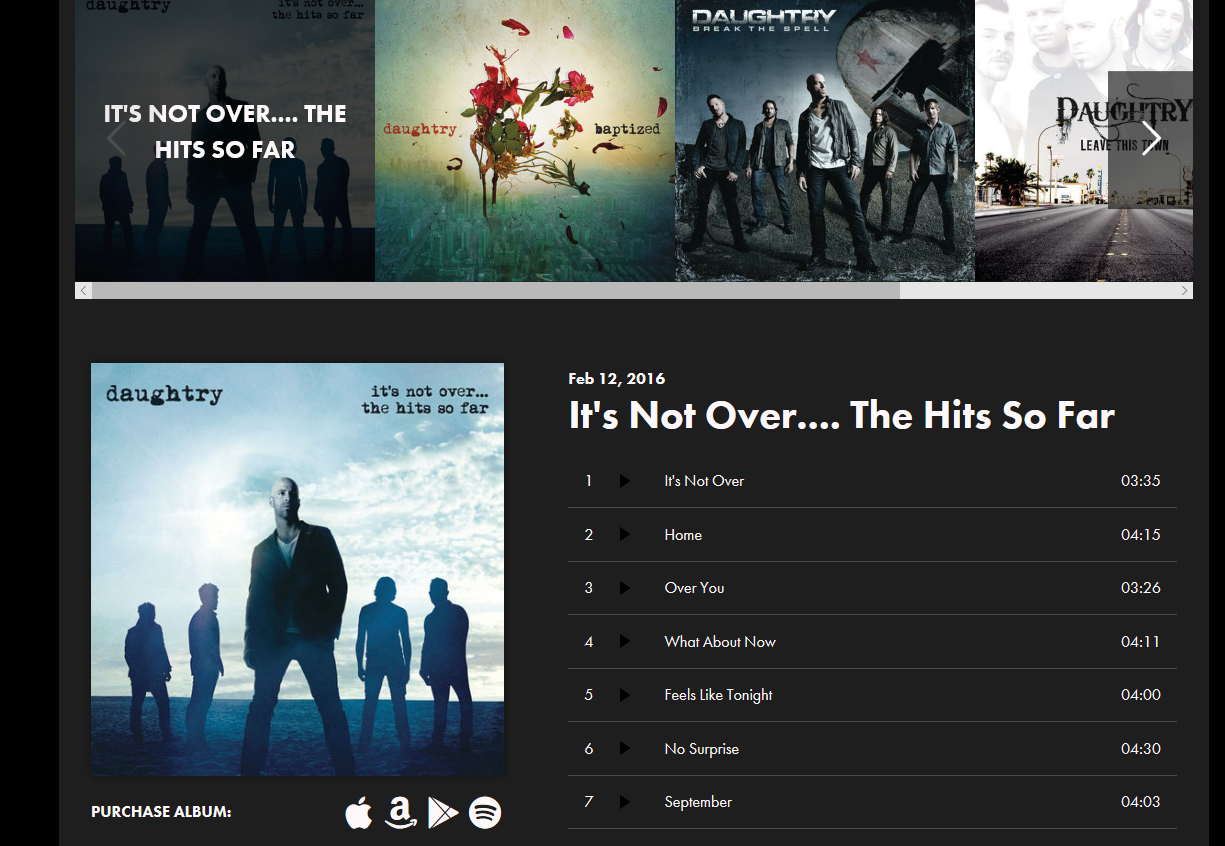 daughtry
it's not over...
the hits so far
IT'S NOT OVER.... THE
HITS SO FAR
daughtry
baptized
DAUGHTRY
BREAK THE SPELL
DAUGHTRY
LEAVE THIS TOWN
daughtry
it's not over...
the hits so far
PURCHASE ALBUM:
a
Feb 12, 2016
It's Not Over.... The Hits So Far
1 It's Not Over 03:35
2 Home 04:15
3 Over You 03:26
4 What About Now 04:11
5 Feels Like Tonight 04:00
6 No Surprise 04:30
7 September 04:03